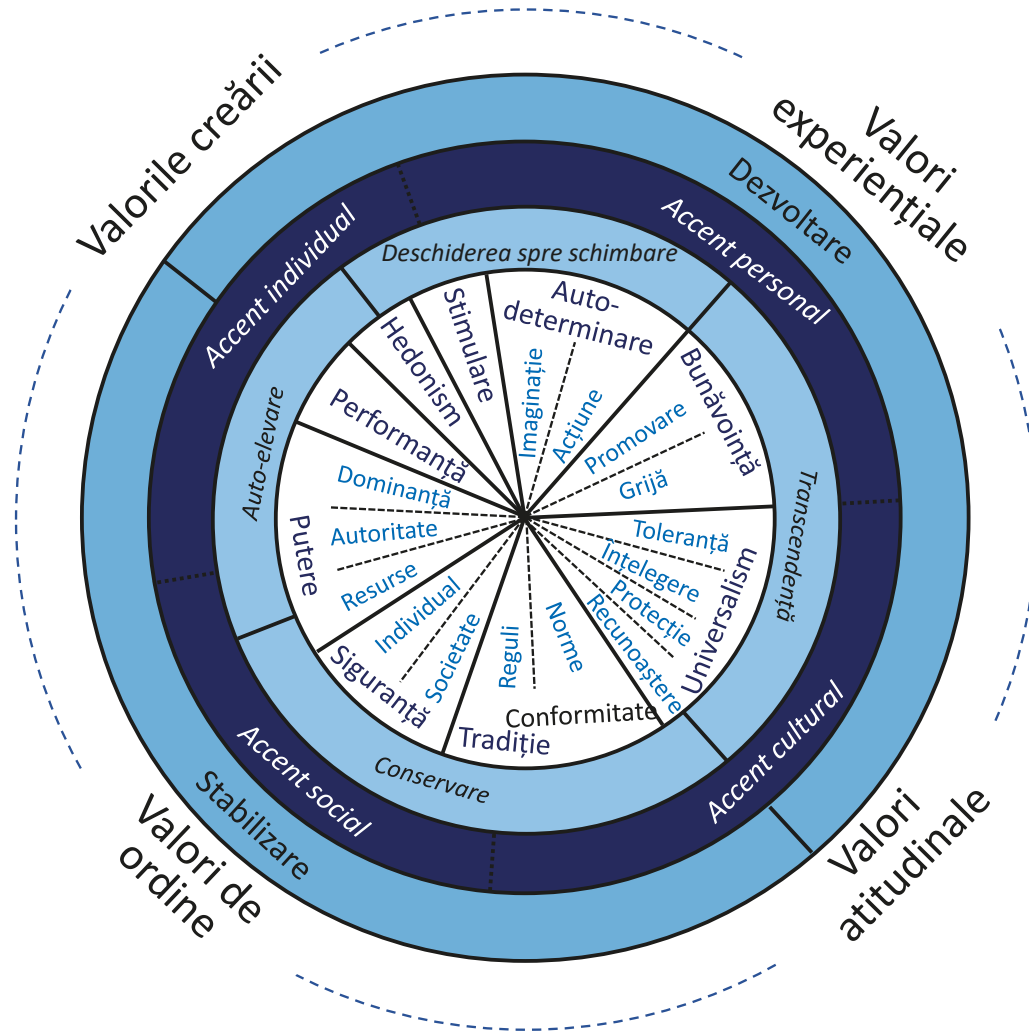 Valorile creării
Valori
experiențiale
Dezvoltare
Accent individual
Accent personal
Deschiderea spre schimbare
Auto-elevare
Transcendență
Hedonism
Stimulare
Auto-
determinare
Imaginație
Acțiune
Bunăvoință
Promovare
Grijă
Performanță
Putere
Dominanță
Autoritate
Resurse
Toleranță
Înțelegere
Protecție
Recunoaștere
Universalism
Individual
Societate
Siguranță
Reguli
Norme
Conformitate
Tradiție
Conservare
Accent social
Accent cultural
Stabilizare
Valori de
ordine
Valori
atitudinale